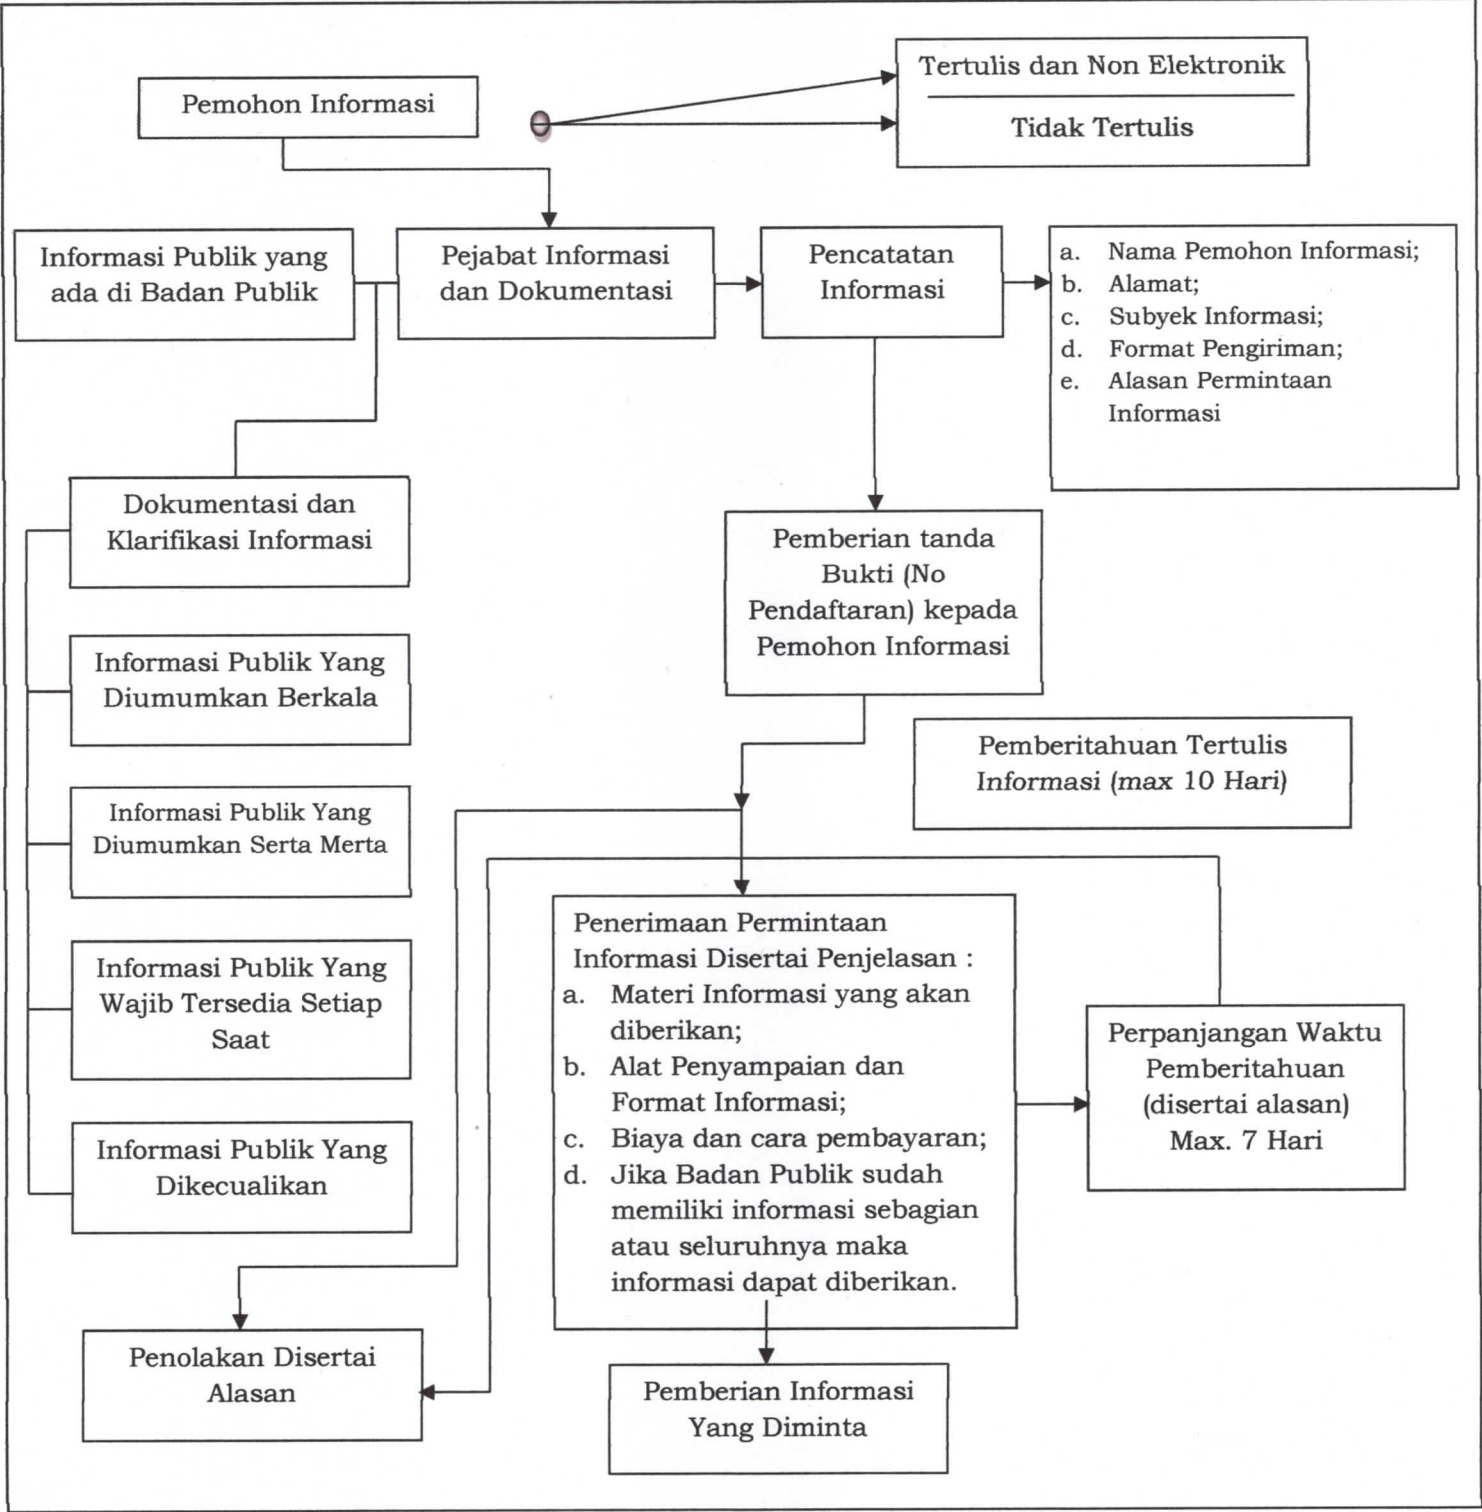 Pemohon Informasi
Tertulis dan Non Elektronik
Tidak Tertulis
Informasi Publik yang
ada di Badan Publik
Pejabat Informasi
dan Dokumentasi
Pencatatan
Informasi
a. Nama Pemohon Informasi;
b. Alamat;
c. Subyek Informasi;
d. Format Pengiriman;
e. Alasan Permintaan
Informasi
Dokumentasi dan
Klarifikasi Informasi
Pemberian tanda
Bukti (No
Pendaftaran) kepada
Pemohon Informasi
Informasi Publik Yang
Diumumkan Berkala
Pemberitahuan Tertulis
Informasi (max 10 Hari)
Informasi Publik Yang
Diumumkan Serta Merta
Penerimaan Permintaan
Informasi Disertai Penjelasan :
a. Materi Informasi yang akan
diberikan;
b. Alat Penyampaian dan
Format Informasi;
c. Biaya dan cara pembayaran;
d. Jika Badan Publik sudah
memiliki informasi sebagian
atau seluruhnya maka
informasi dapat diberikan.
Informasi Publik Yang
Wajib Tersedia Setiap
Saat
Perpanjangan Waktu
Pemberitahuan
(disertai alasan)
Max. 7 Hari
Informasi Publik Yang
Dikecualikan
Penolakan Disertai
Alasan
Pemberian Informasi
Yang Diminta